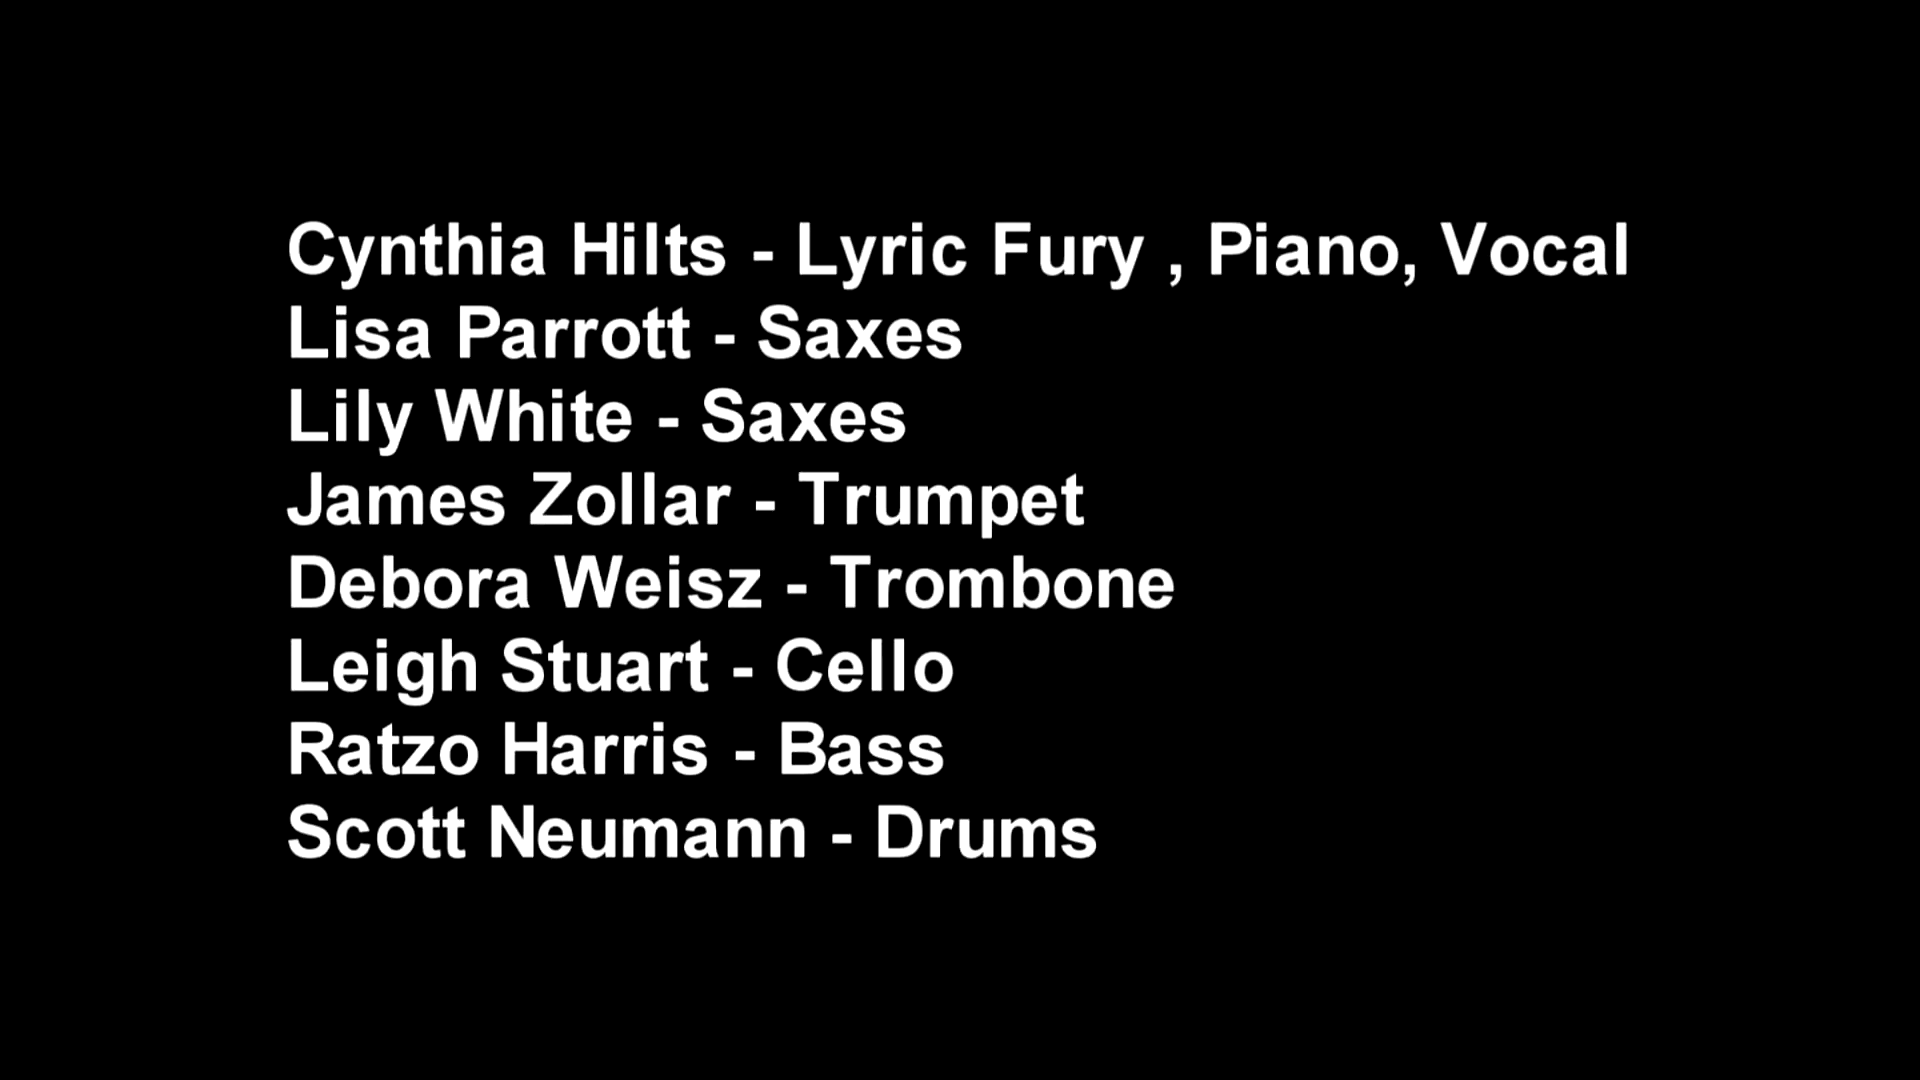 Cynthia Hilts - Lyric Fury , Piano, Vocal
Lisa Parrott - Saxes
Lily White - Saxes
James Zollar - Trumpet
Debora Weisz - Trombone
Leigh Stuart - Cello
Ratzo Harris - Bass
Scott Neumann - Drums